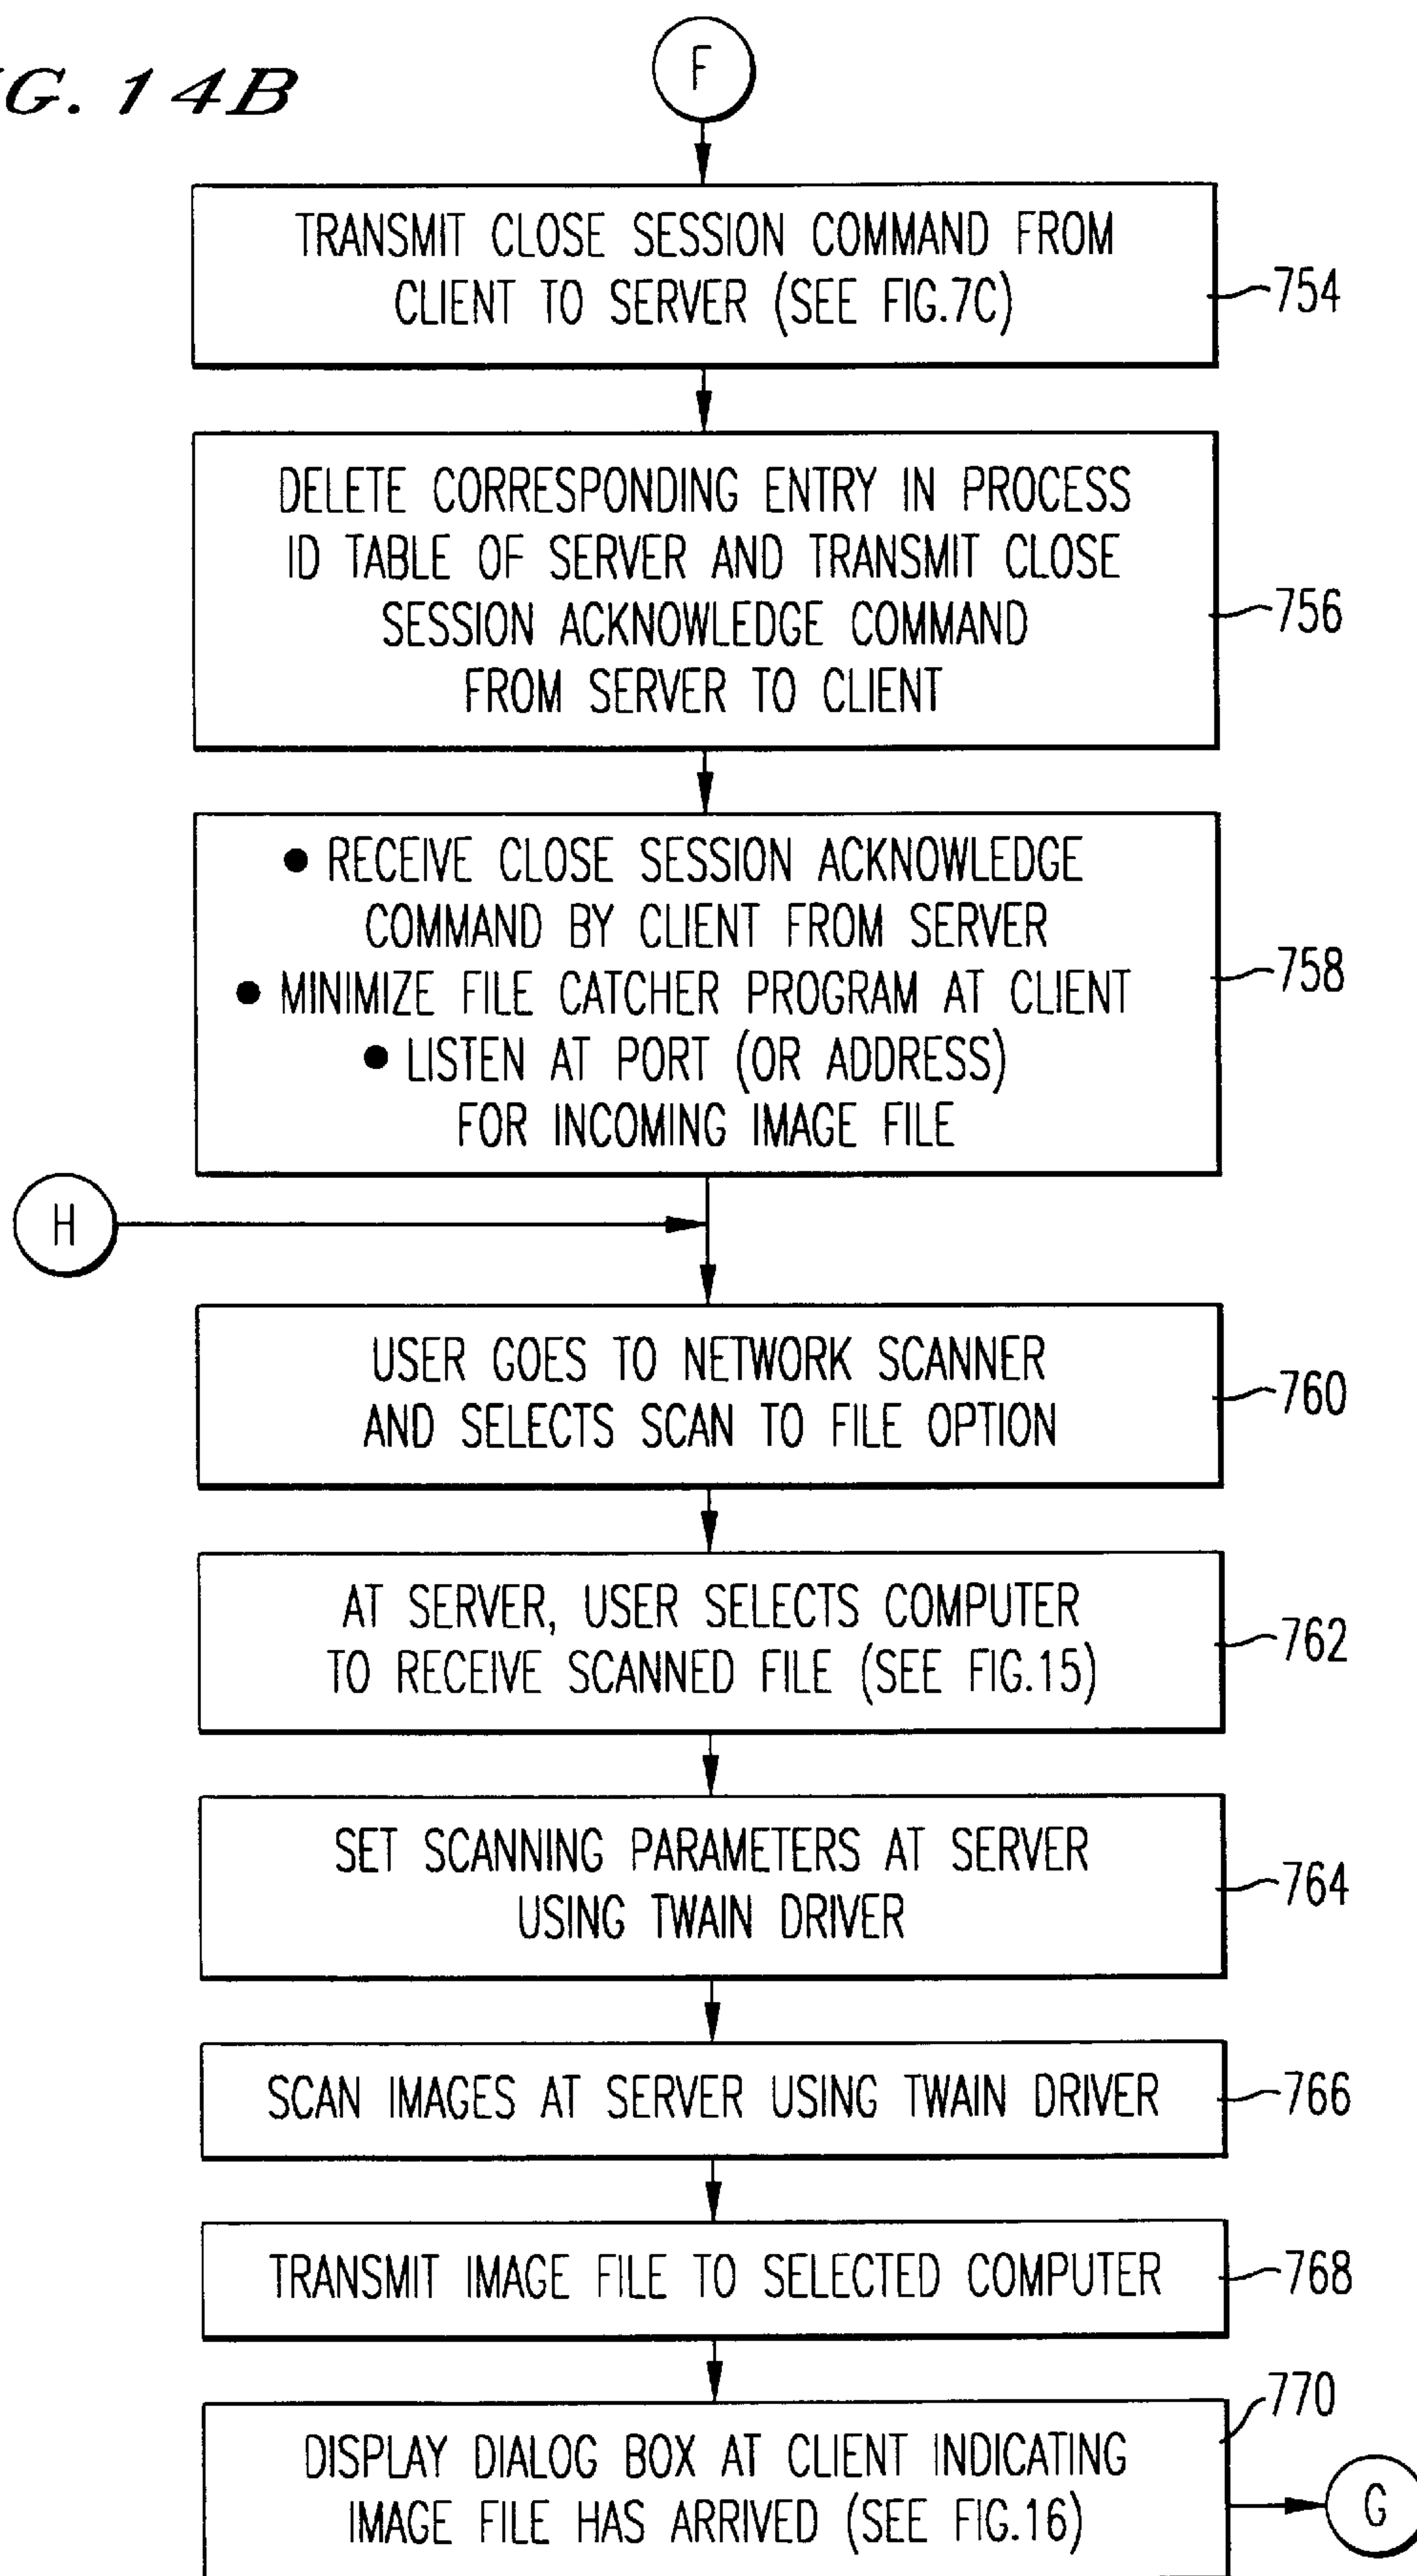 G. 14B
F
TRANSMIT CLOSE SESSION COMMAND FROM
CLIENT TO SERVER (SEE FIG.7C)
754
DELETE CORRESPONDING ENTRY IN PROCESS
ID TABLE OF SERVER AND TRANSMIT CLOSE
SESSION ACKNOWLEDGE COMMAND
FROM SERVER TO CLIENT
756
● RECEIVE CLOSE SESSION ACKNOWLEDGE
COMMAND BY CLIENT FROM SERVER
● MINIMIZE FILE CATCHER PROGRAM AT CLIENT
● LISTEN AT PORT (OR ADDRESS)
FOR INCOMING IMAGE FILE
758
H
USER GOES TO NETWORK SCANNER
AND SELECTS SCAN TO FILE OPTION
760
AT SERVER, USER SELECTS COMPUTER
TO RECEIVE SCANNED FILE (SEE FIG.15)
762
SET SCANNING PARAMETERS AT SERVER
USING TWAIN DRIVER
764
SCAN IMAGES AT SERVER USING TWAIN DRIVER
766
TRANSMIT IMAGE FILE TO SELECTED COMPUTER
768
DISPLAY DIALOG BOX AT CLIENT INDICATING
IMAGE FILE HAS ARRIVED (SEE FIG.16)
770
G